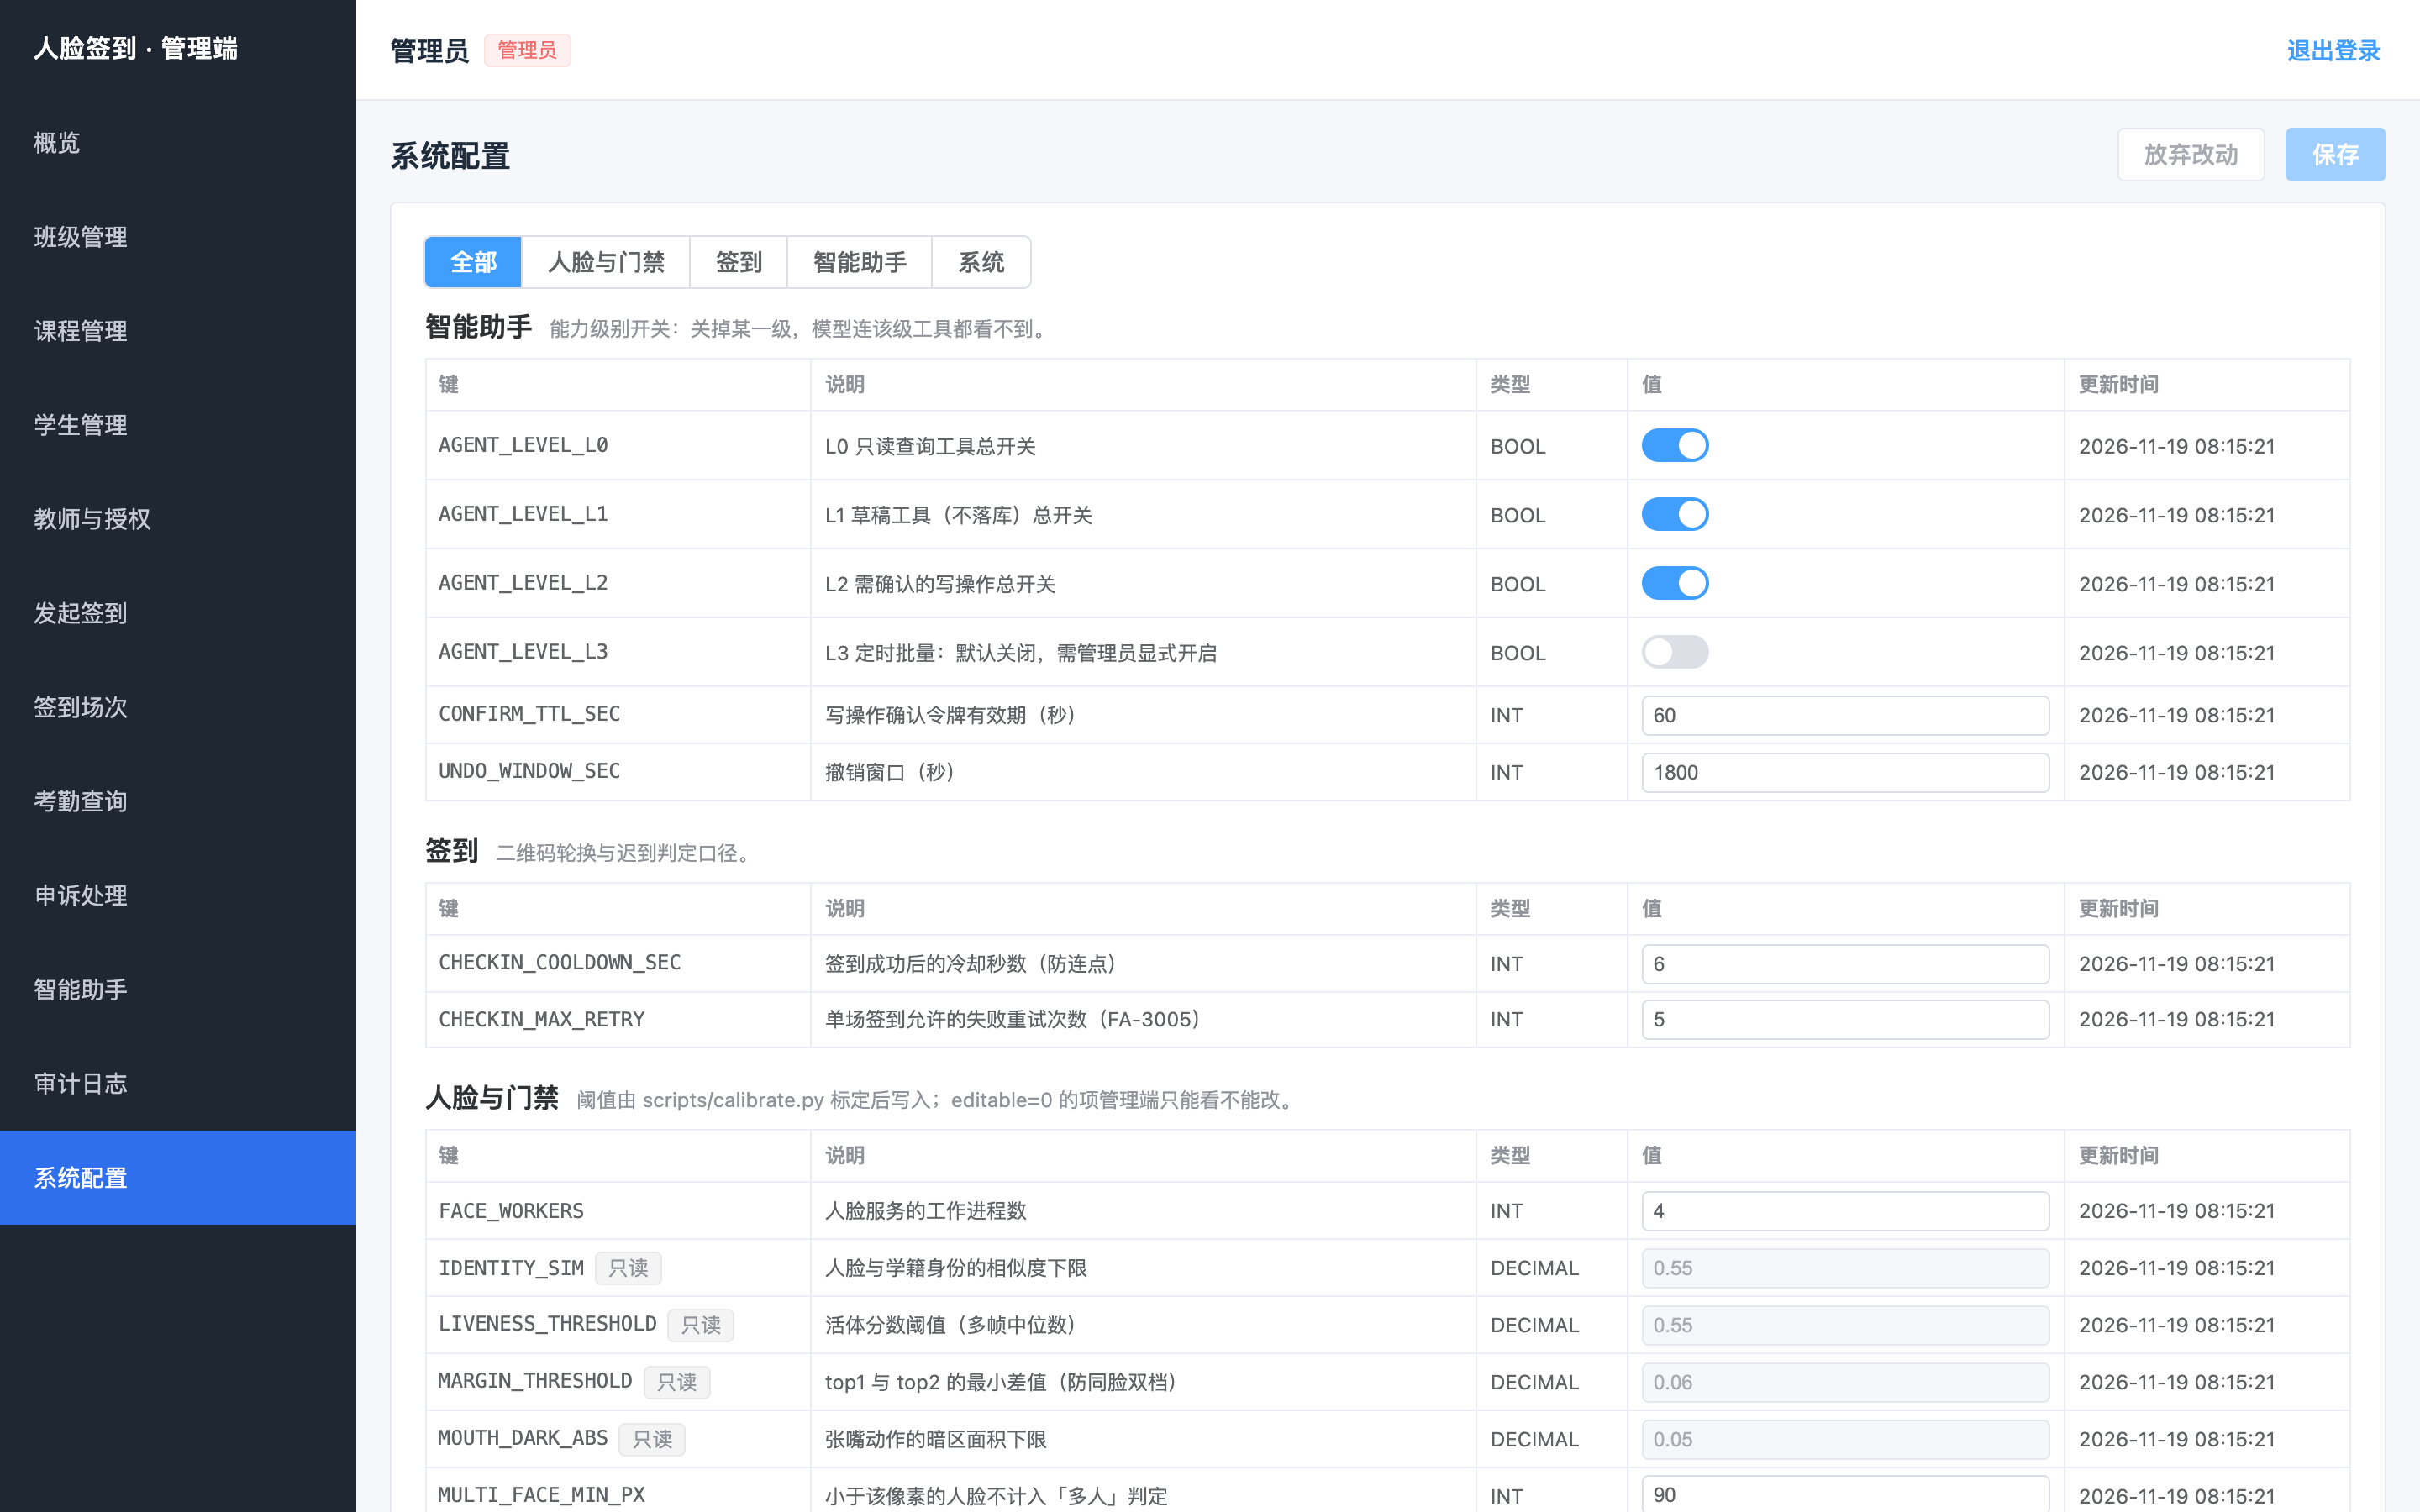 人脸签到 · 管理端
概览
班级管理
课程管理
学生管理
教师与授权
发起签到
签到场次
考勤查询
申诉处理
智能助手
审计日志
系统配置
管理员 管理员 退出登录
系统配置 放弃改动 保存
全部 人脸与门禁 签到 智能助手 系统
智能助手 能力级别开关：关掉某一级，模型连该级工具都看不到。
键 说明 类型 值 更新时间
AGENT_LEVEL_L0 L0 只读查询工具总开关 BOOL 2026-11-19 08:15:21
AGENT_LEVEL_L1 L1 草稿工具（不落库）总开关 BOOL 2026-11-19 08:15:21
AGENT_LEVEL_L2 L2 需确认的写操作总开关 BOOL 2026-11-19 08:15:21
AGENT_LEVEL_L3 L3 定时批量：默认关闭，需管理员显式开启 BOOL 2026-11-19 08:15:21
CONFIRM_TTL_SEC 写操作确认令牌有效期（秒） INT 60 2026-11-19 08:15:21
UNDO_WINDOW_SEC 撤销窗口（秒） INT 1800 2026-11-19 08:15:21
签到 二维码轮换与迟到判定口径。
键 说明 类型 值 更新时间
CHECKIN_COOLDOWN_SEC 签到成功后的冷却秒数（防连点） INT 6 2026-11-19 08:15:21
CHECKIN_MAX_RETRY 单场签到允许的失败重试次数（FA-3005） INT 5 2026-11-19 08:15:21
人脸与门禁 阈值由 scripts/calibrate.py 标定后写入；editable=0 的项管理端只能看不能改。
键 说明 类型 值 更新时间
FACE_WORKERS 人脸服务的工作进程数 INT 4 2026-11-19 08:15:21
IDENTITY_SIM 只读 人脸与学籍身份的相似度下限 DECIMAL 0.55 2026-11-19 08:15:21
LIVENESS_THRESHOLD 只读 活体分数阈值（多帧中位数） DECIMAL 0.55 2026-11-19 08:15:21
MARGIN_THRESHOLD 只读 top1 与 top2 的最小差值（防同脸双档） DECIMAL 0.06 2026-11-19 08:15:21
MOUTH_DARK_ABS 只读 张嘴动作的暗区面积下限 DECIMAL 0.05 2026-11-19 08:15:21
MULTI_FACE_MIN_PX 小于该像素的人脸不计入「多人」判定 INT 90 2026-11-19 08:15:21